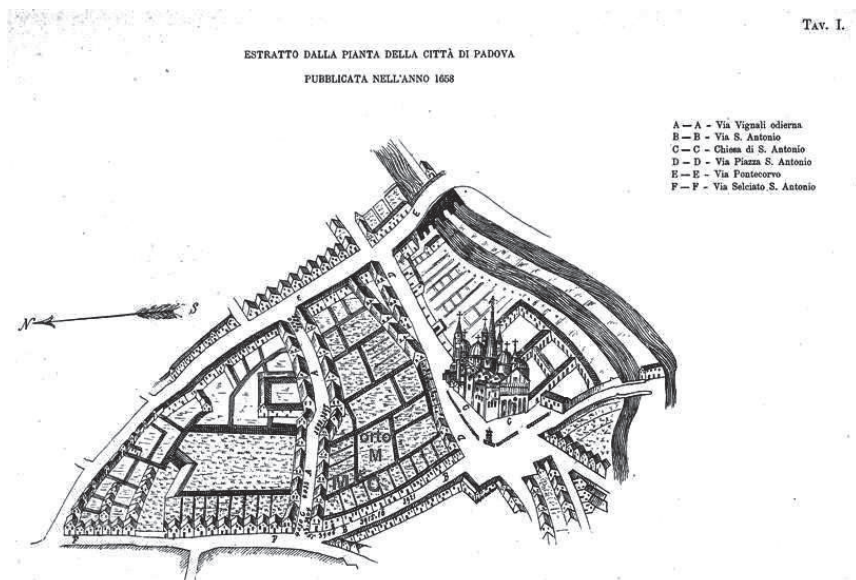 TAV. I.
ESTRATTO DALLA PIANTA DELLA CITTÀ DI PADOVA
PUBBLICATA NELL'ANNO 1658
A — A - Via Vignali odierna
B — B - Via S. Antonio
C — C - Chiesa di S. Antonio
D — D - Via Piazza S. Antonio
E — E - Via Pontecorvo
F — F - Via Selciato S. Antonio
E
N
S
E
orto
M
C